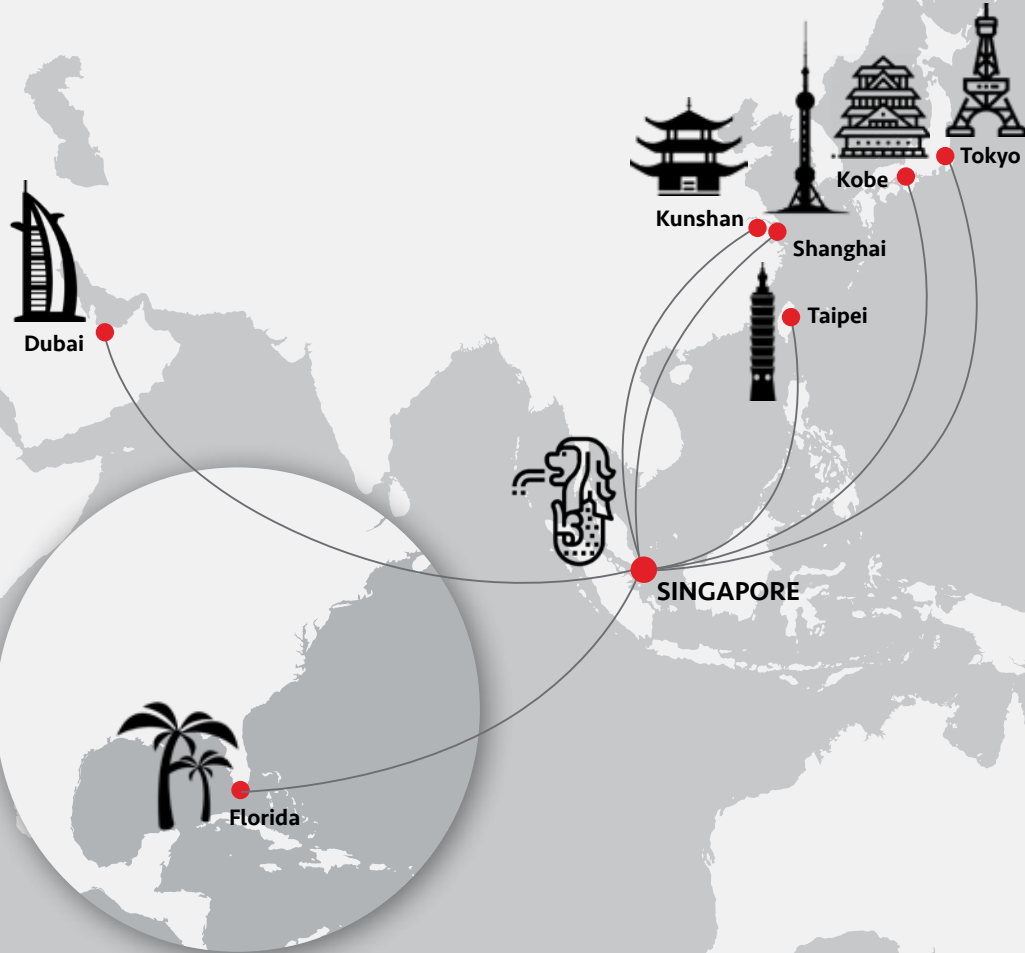 Tokyo
Kobe
Kunshan
Shanghai
Taipei
Dubai
SINGAPORE
Florida